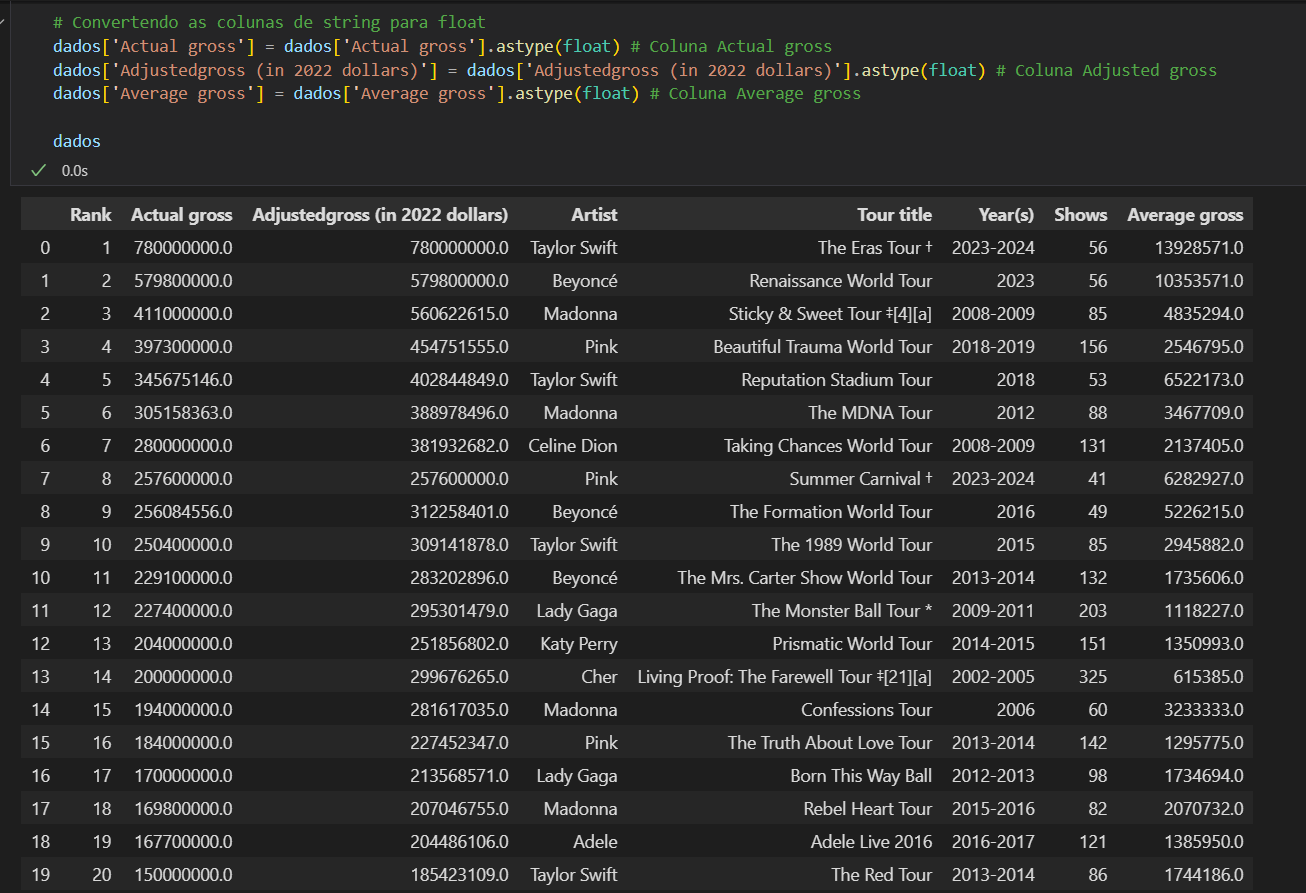 # Convertendo as colunas de string para float
dados['Actual gross'] = dados['Actual gross'].astype(float) # Coluna Actual gross
dados['Adjustedgross (in 2022 dollars)'] = dados['Adjustedgross (in 2022 dollars)'].astype(float) # Coluna Adjusted gross
dados['Average gross'] = dados['Average gross'].astype(float) # Coluna Average gross
dados
0.0s
Rank Actual gross Adjustedgross (in 2022 dollars) Artist Tour title Year(s) Shows Average gross
0 1 780000000.0 780000000.0 Taylor Swift The Eras Tour † 2023-2024 56 13928571.0
1 2 579800000.0 579800000.0 Beyoncé Renaissance World Tour 2023 56 10353571.0
2 3 411000000.0 560622615.0 Madonna Sticky & Sweet Tour ‡[4][a] 2008-2009 85 4835294.0
3 4 397300000.0 454751555.0 Pink Beautiful Trauma World Tour 2018-2019 156 2546795.0
4 5 345675146.0 402844849.0 Taylor Swift Reputation Stadium Tour 2018 53 6522173.0
5 6 305158363.0 388978496.0 Madonna The MDNA Tour 2012 88 3467709.0
6 7 280000000.0 381932682.0 Celine Dion Taking Chances World Tour 2008-2009 131 2137405.0
7 8 257600000.0 257600000.0 Pink Summer Carnival † 2023-2024 41 6282927.0
8 9 256084556.0 312258401.0 Beyoncé The Formation World Tour 2016 49 5226215.0
9 10 250400000.0 309141878.0 Taylor Swift The 1989 World Tour 2015 85 2945882.0
10 11 229100000.0 283202896.0 Beyoncé The Mrs. Carter Show World Tour 2013-2014 132 1735606.0
11 12 227400000.0 295301479.0 Lady Gaga The Monster Ball Tour * 2009-2011 203 1118227.0
12 13 204000000.0 251856802.0 Katy Perry Prismatic World Tour 2014-2015 151 1350993.0
13 14 200000000.0 299676265.0 Cher Living Proof: The Farewell Tour ‡[21][a] 2002-2005 325 615385.0
14 15 194000000.0 281617035.0 Madonna Confessions Tour 2006 60 3233333.0
15 16 184000000.0 227452347.0 Pink The Truth About Love Tour 2013-2014 142 1295775.0
16 17 170000000.0 213568571.0 Lady Gaga Born This Way Ball 2012-2013 98 1734694.0
17 18 169800000.0 207046755.0 Madonna Rebel Heart Tour 2015-2016 82 2070732.0
18 19 167700000.0 204486106.0 Adele Adele Live 2016 2016-2017 121 1385950.0
19 20 150000000.0 185423109.0 Taylor Swift The Red Tour 2013-2014 86 1744186.0